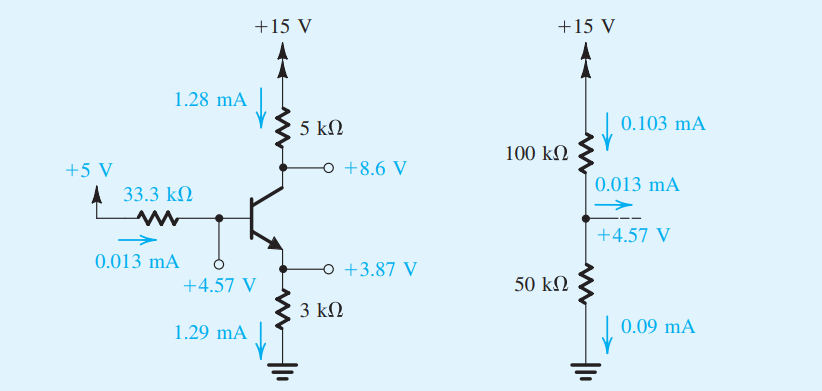 +15 V
1.28 mA
5 kΩ
+8.6 V
+5 V
33.3 kΩ
0.013 mA
+4.57 V
+3.87 V
3 kΩ
1.29 mA
+15 V
0.103 mA
100 kΩ
0.013 mA
+4.57 V
50 kΩ
0.09 mA